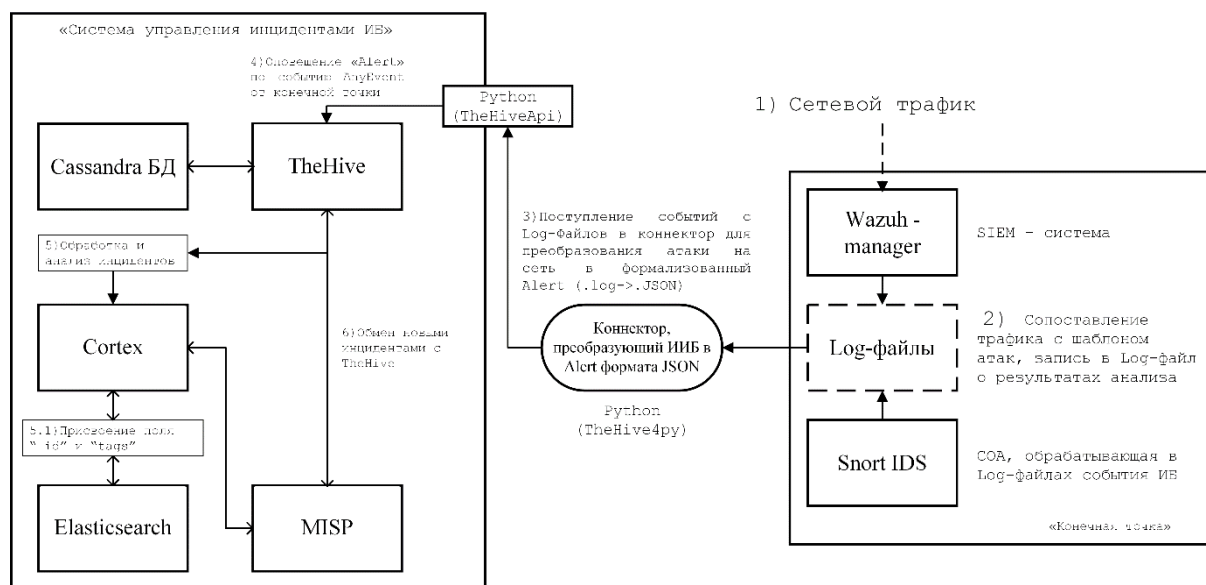 «Система управления инцидентами ИБ»
4)Оповещение «Alert»
по событию AnyEvent
от конечной точки
Python
(TheHiveApi)
Cassandra БД
TheHive
5)Обработка и
анализ инцидентов
Cortex
6)Обмен новыми
инцидентами с
TheHive
5.1)Присвоение поля
“_id” и “tags”
Elasticsearch
MISP
3)Поступление событий с
Log-Файлов в коннектор для
преобразования атаки на
сеть в формализованный
Alert (.log->.JSON)
Коннектор,
преобразующий ИИБ в
Alert формата JSON
Python
(TheHive4py)
1) Сетевой трафик
Wazuh -
manager
SIEM – система
Log-файлы
2) Сопоставление
трафика с шаблоном
атак, запись в Log-файл
о результатах анализа
Snort IDS
СОА, обрабатывающая в
Log-файлах события ИБ
«Конечная точка»